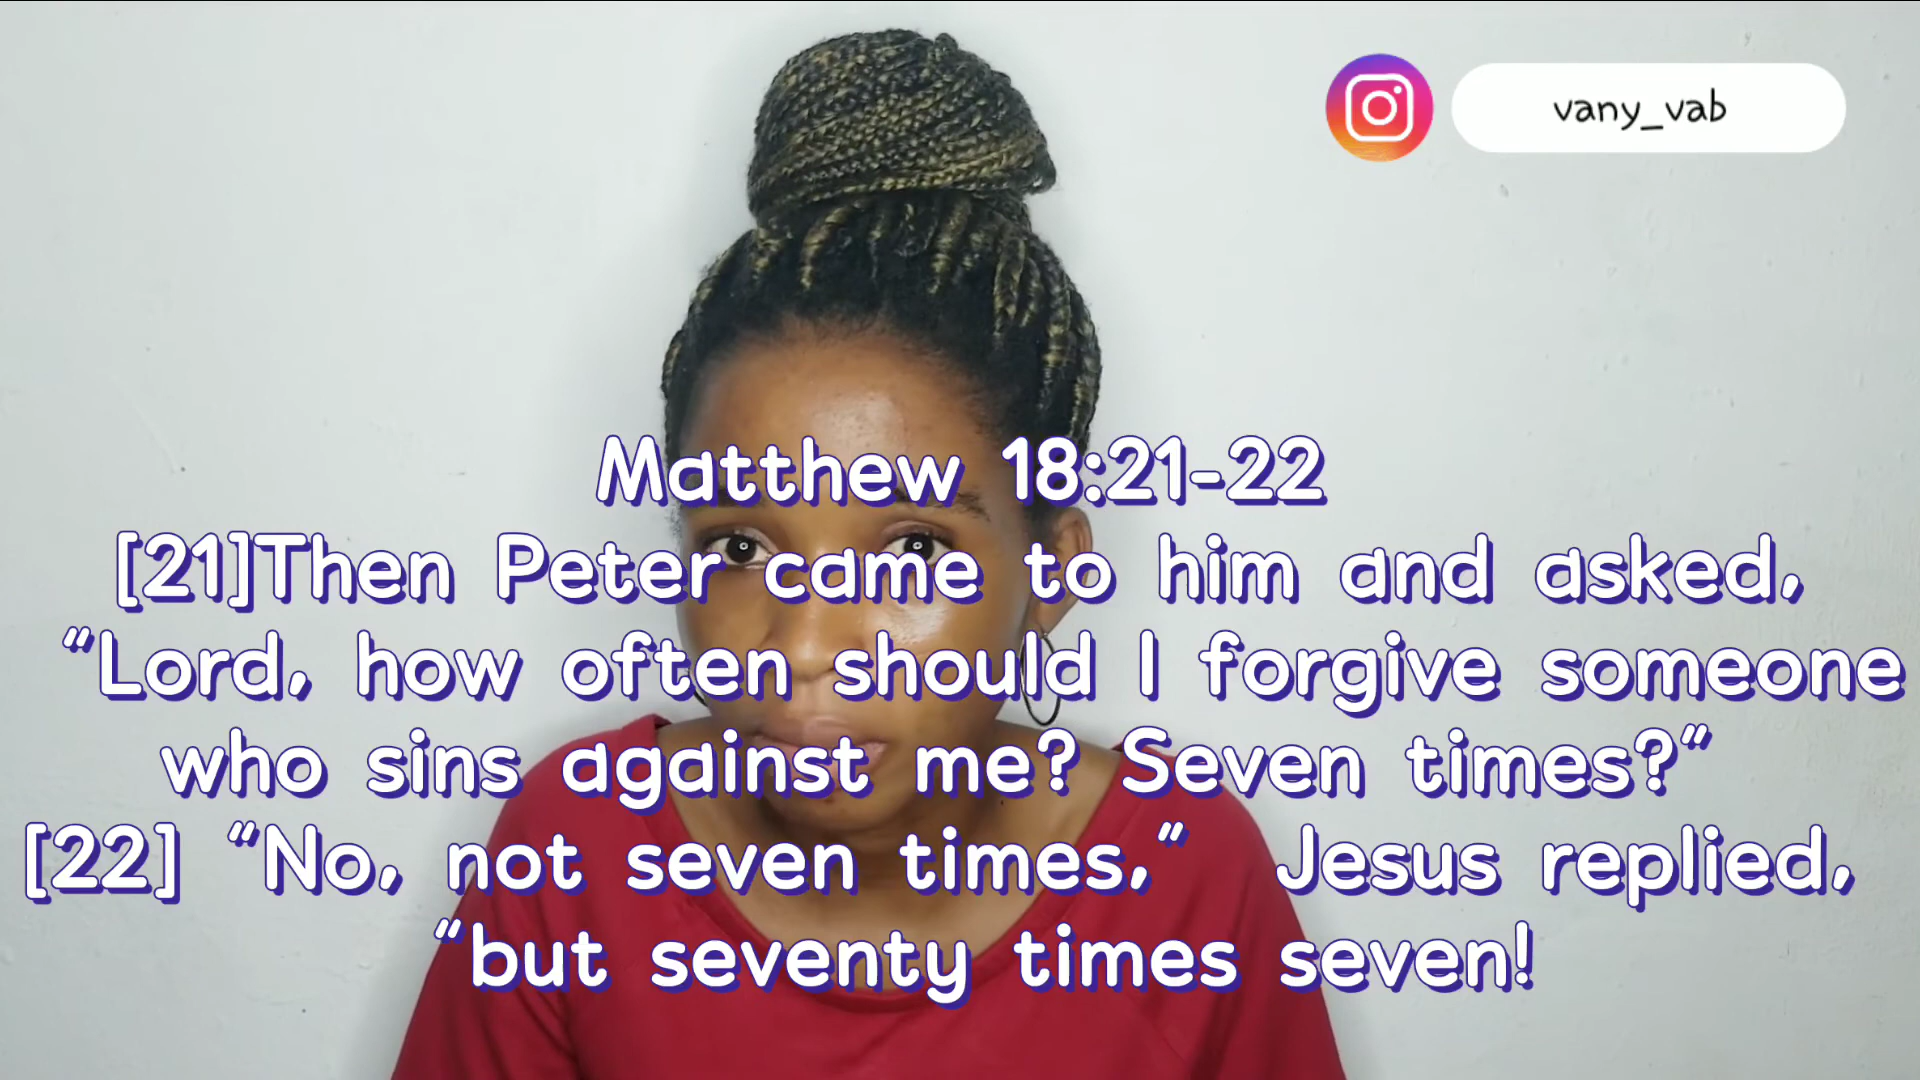 vany_vab
Matthew 18:21-22
[21]Then Peter came to him and asked,
“Lord, how often should I forgive someone
who sins against me? Seven times?”
[22] “No, not seven times,” Jesus replied,
“but seventy times seven!